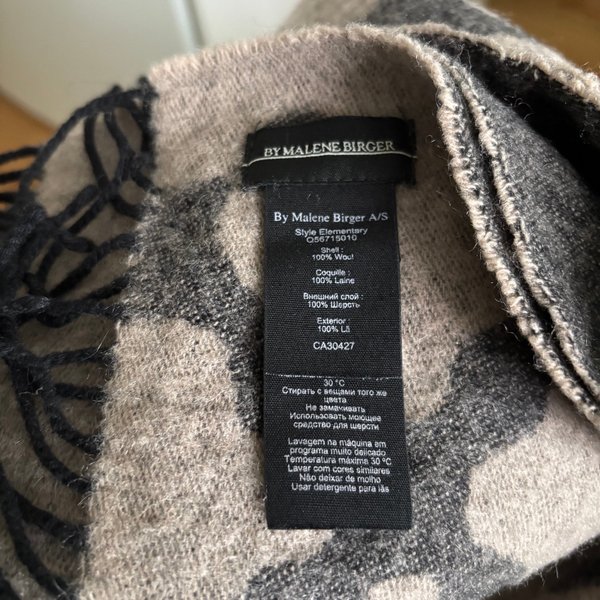 BY MALENE BIRGER
By Malene Birger A/S
Style Elementary
Q56715016
Shell :
100% Wool
Coquille :
100% Laine
Внешний слой :
100% Шерсть
Exterior :
100% Lã
CA30427
30 °C
Стирать с вещами того же
цвета
Не замачивать
Использовать моющее
средство для шерсти
Lavagem na máquina em
programa muito delicado
Temperatura máxima 30 °C
Lavar com cores similares
Não deixar de molho
Usar detergente para lãs